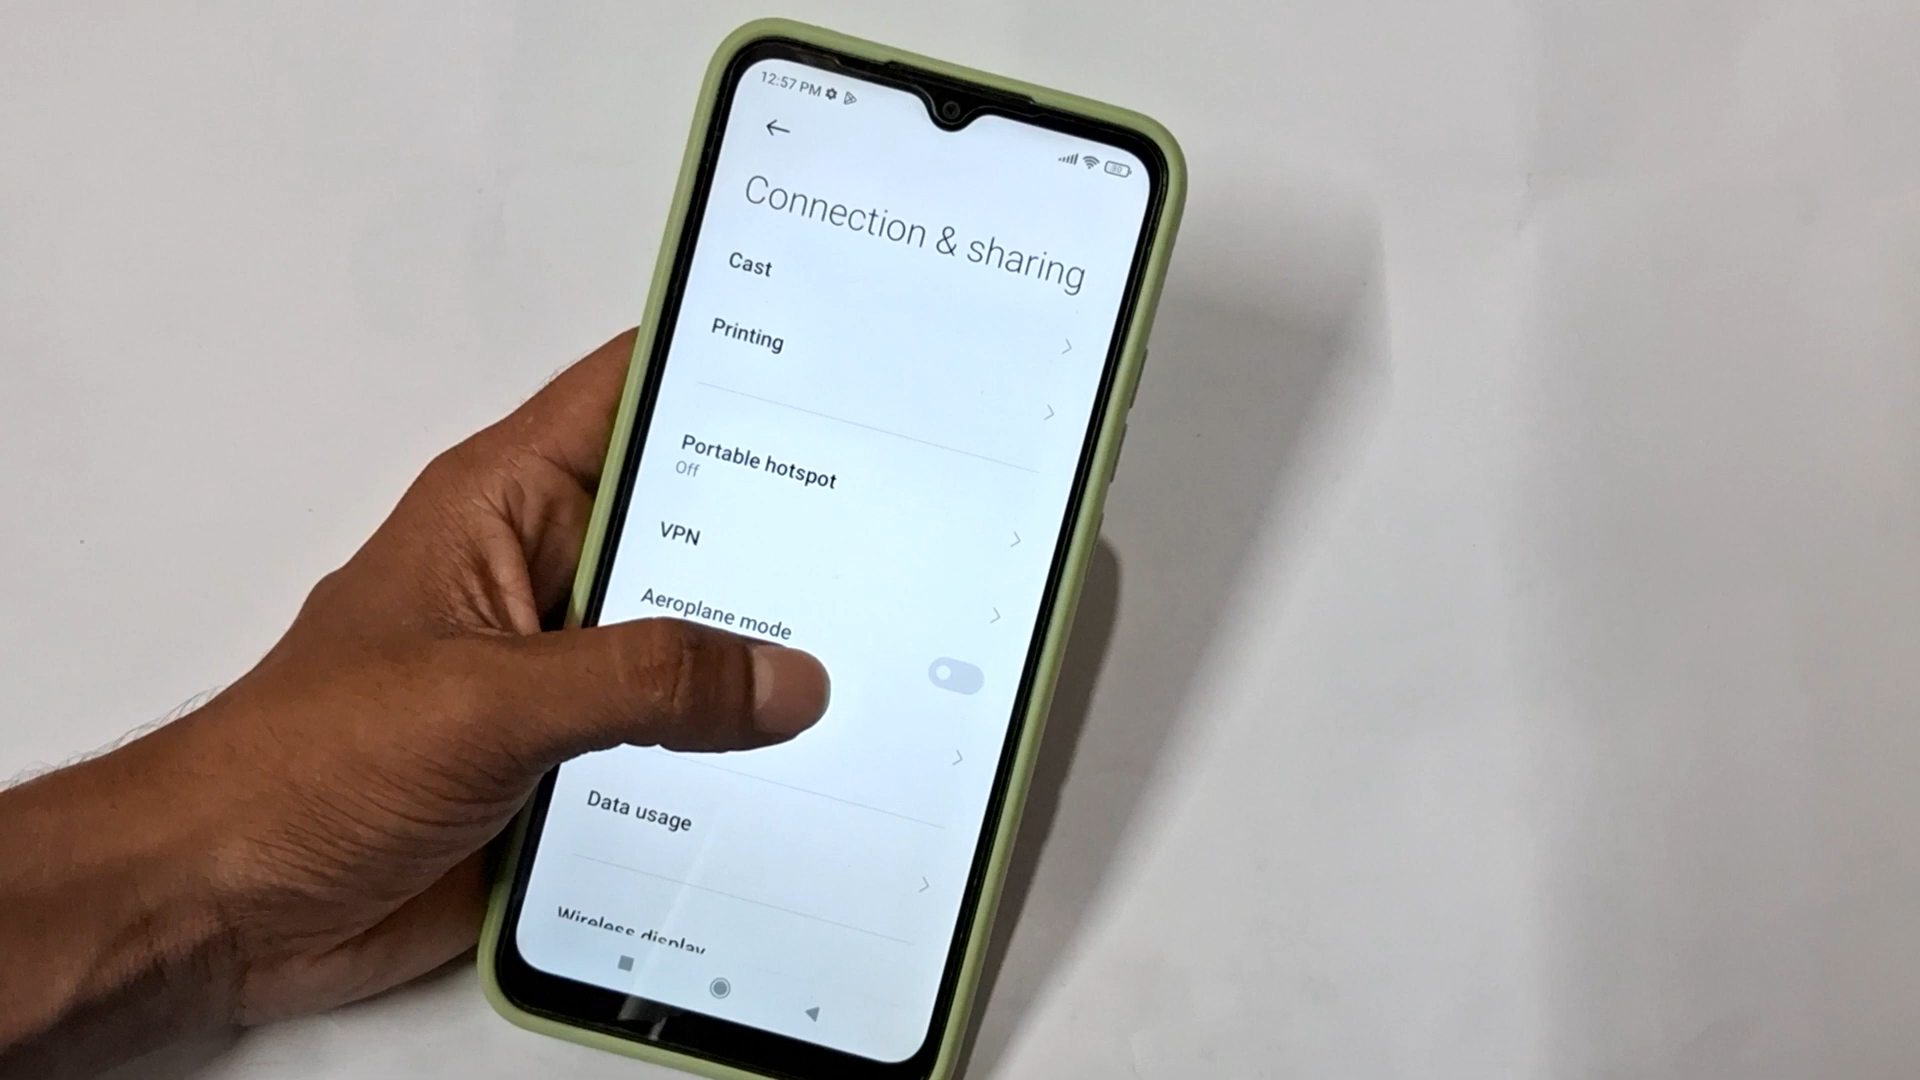 12:57 PM
Connection & sharing
Cast
Printing
Portable hotspot
Off
VPN
Aeroplane mode
Data usage
Wireless display